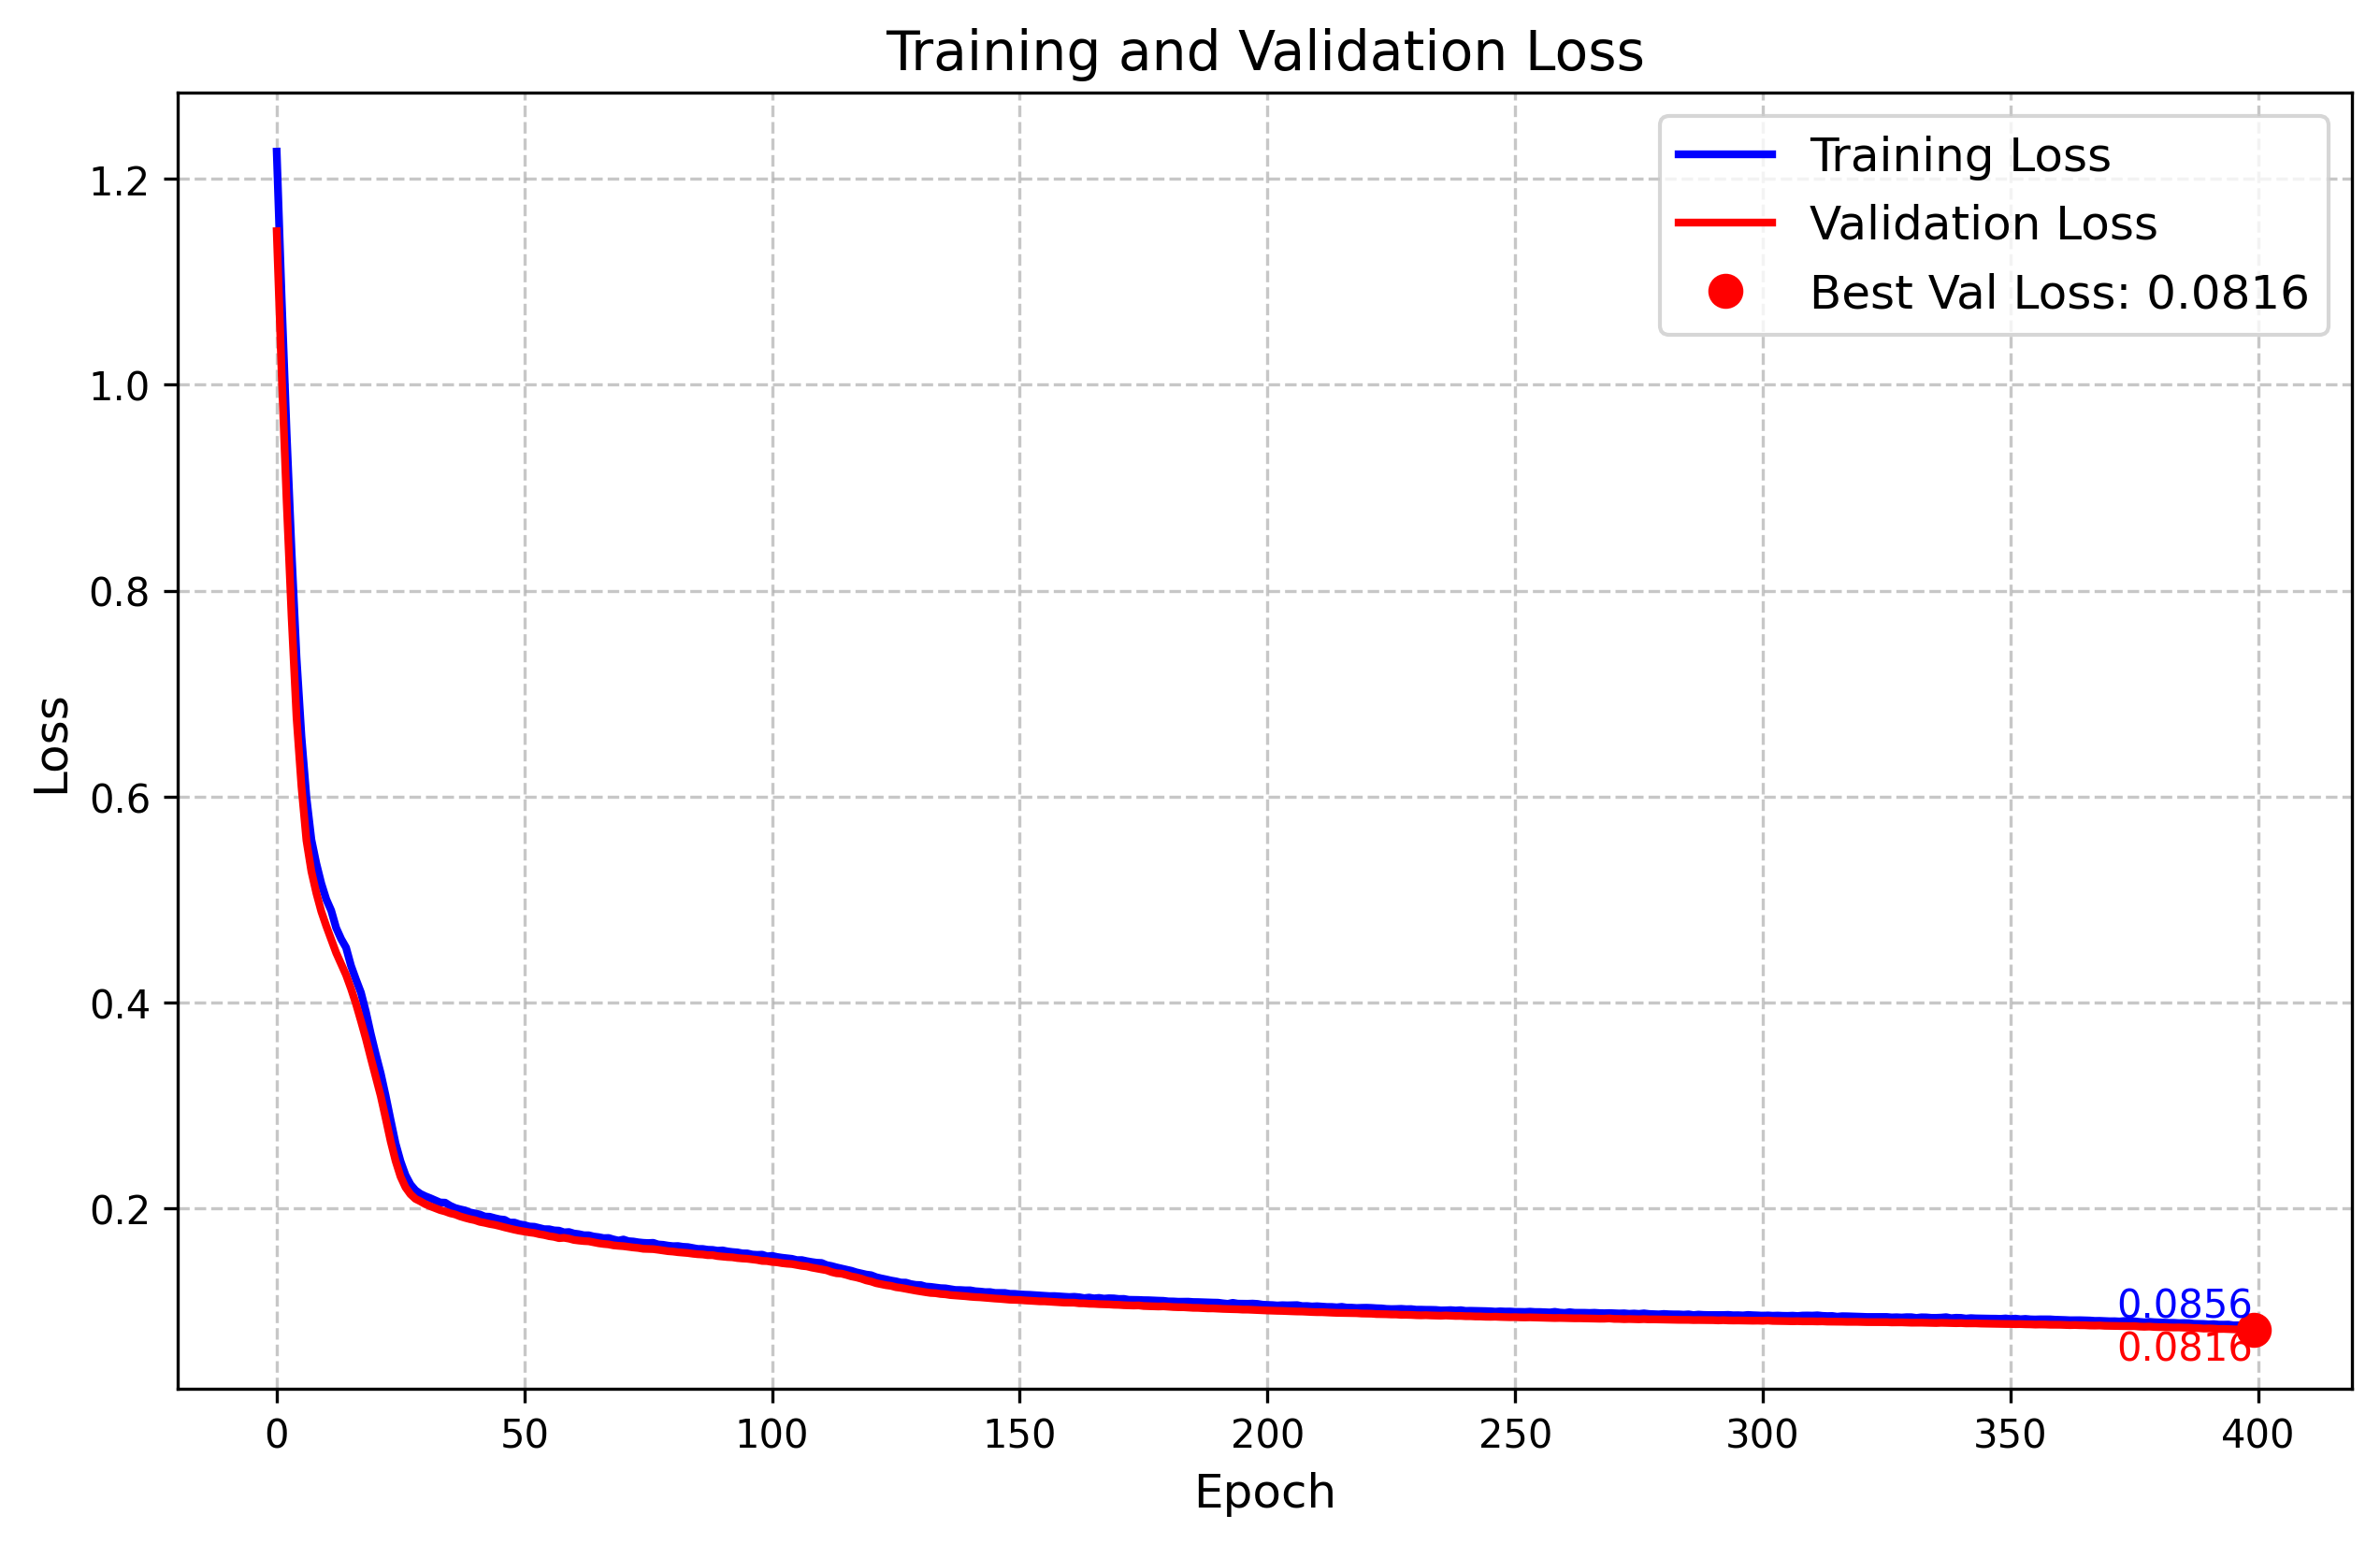 Training and Validation Loss
Training Loss
Validation Loss
Best Val Loss: 0.0816
1.2
1.0
0.8
0.6
0.4
0.2
Loss
0.0856
0.0816
0 50 100 150 200 250 300 350 400
Epoch